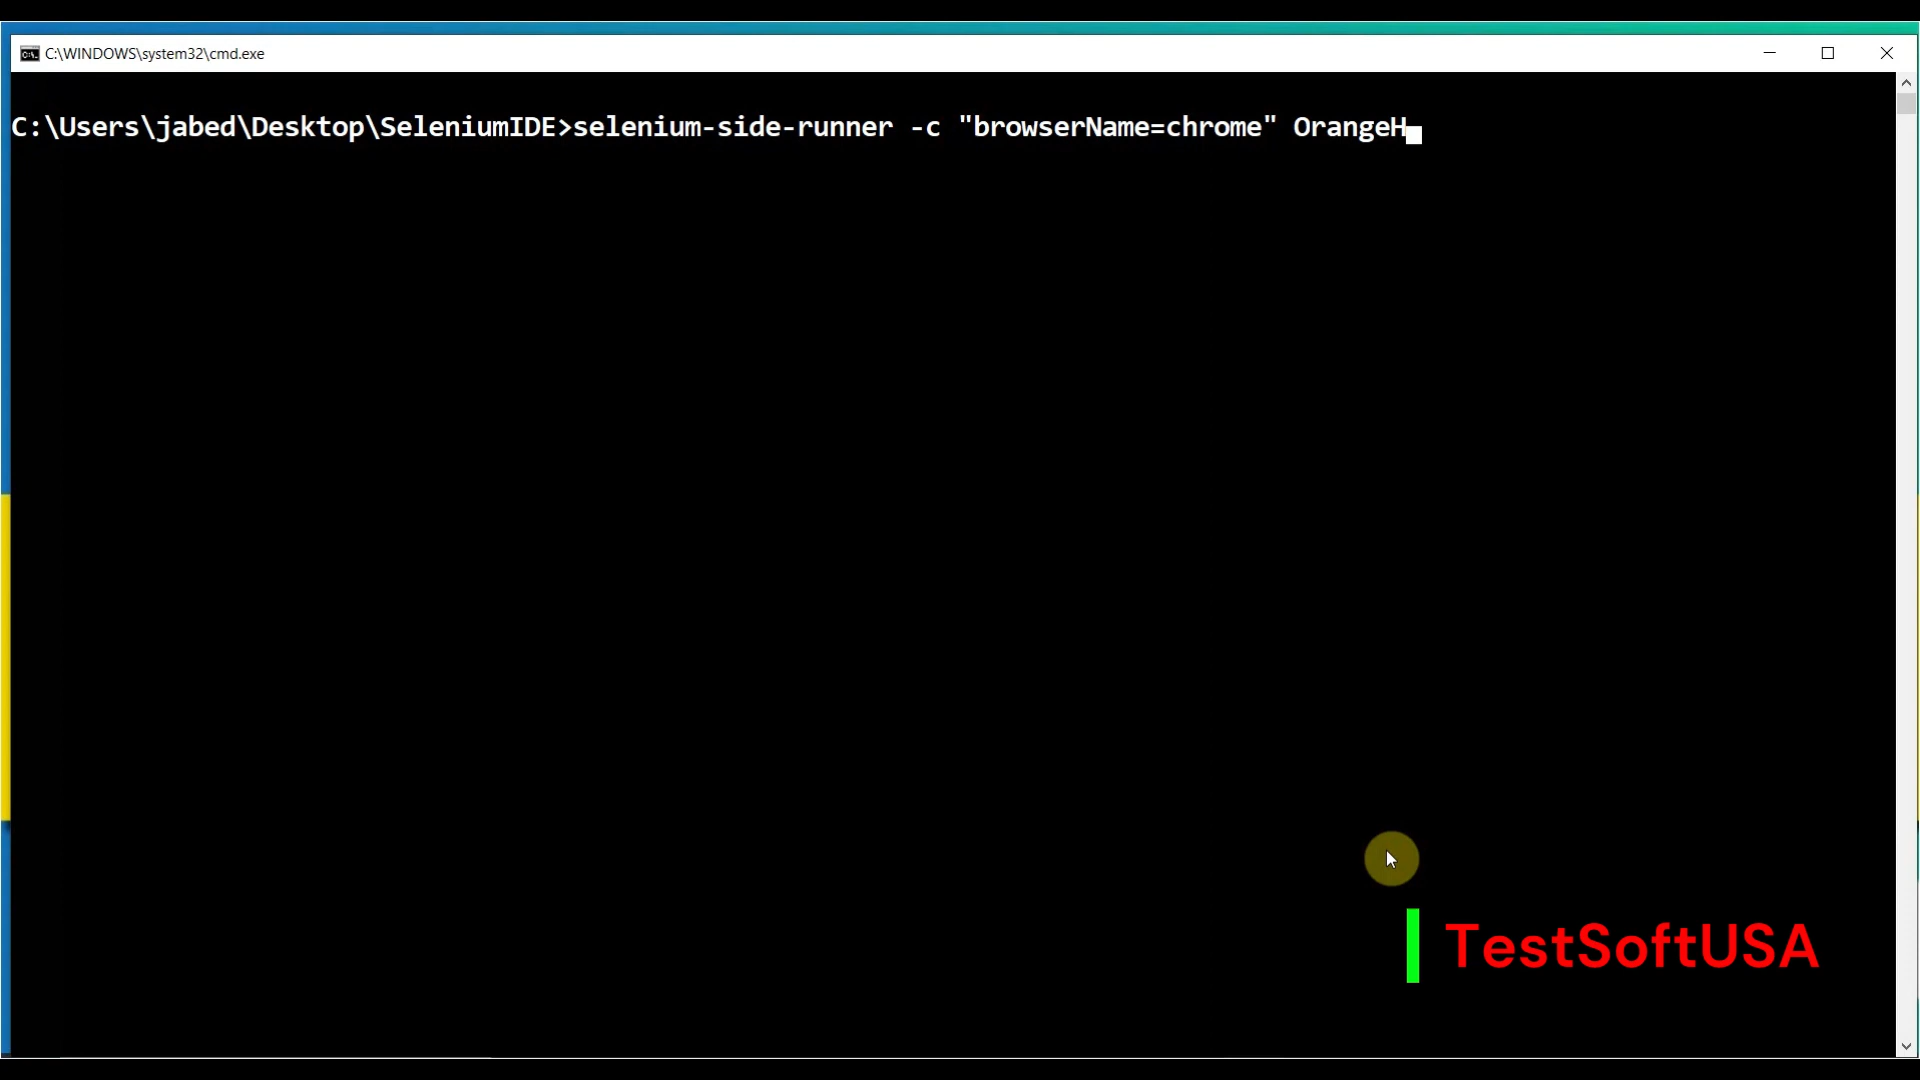 C:\WINDOWS\system32\cmd.exe
C:\Users\jabed\Desktop\SeleniumIDE>selenium-side-runner -c "browserName=chrome" OrangeH
TestSoftUSA